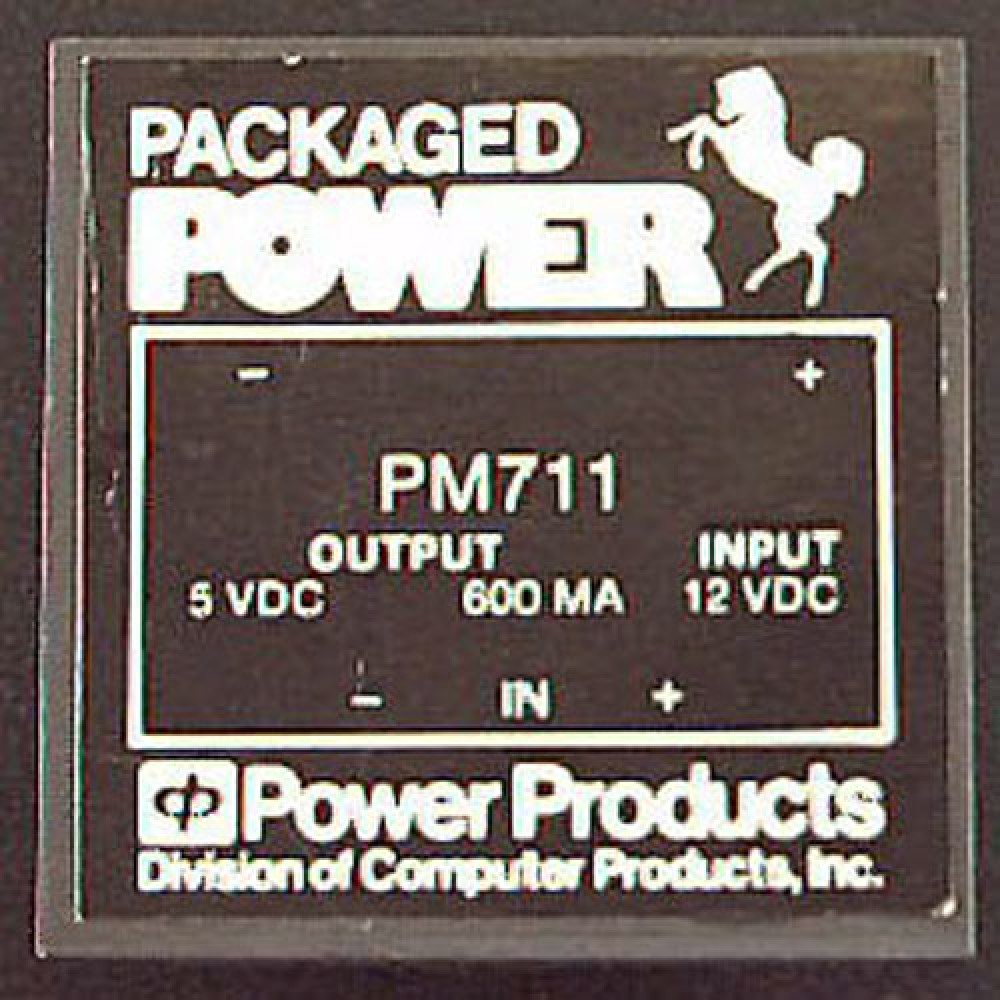 PACKAGED
POWER
- +
PM711
OUTPUT INPUT
5 VDC 600 MA 12 VDC
- IN +
Power Products
Division of Computer Products, Inc.